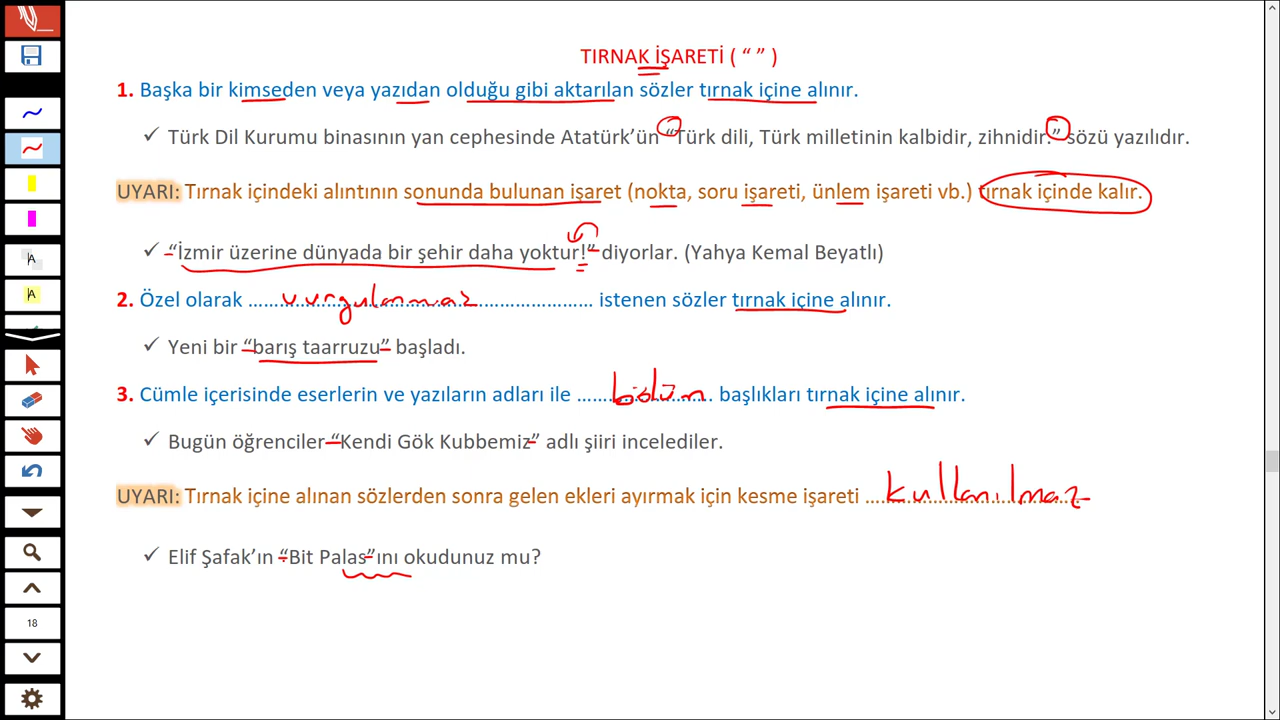 TIRNAK İŞARETİ ( “ ” )
1. Başka bir kimseden veya yazıdan olduğu gibi aktarılan sözler tırnak içine alınır.
✓ Türk Dil Kurumu binasının yan cephesinde Atatürk’ün “Türk dili, Türk milletinin kalbidir, zihnidir.” sözü yazılıdır.
UYARI: Tırnak içindeki alıntının sonunda bulunan işaret (nokta, soru işareti, ünlem işareti vb.) tırnak içinde kalır.
✓ “İzmir üzerine dünyada bir şehir daha yoktur!” diyorlar. (Yahya Kemal Beyatlı)
2. Özel olarak ...vurgulanmaz... istenen sözler tırnak içine alınır.
✓ Yeni bir “barış taarruzu” başladı.
3. Cümle içerisinde eserlerin ve yazıların adları ile ...bölüm... başlıkları tırnak içine alınır.
✓ Bugün öğrenciler “Kendi Gök Kubbemiz” adlı şiiri incelediler.
UYARI: Tırnak içine alınan sözlerden sonra gelen ekleri ayırmak için kesme işareti ...kullanılmaz
✓ Elif Şafak’ın “Bit Palas”ını okudunuz mu?
A
A
18